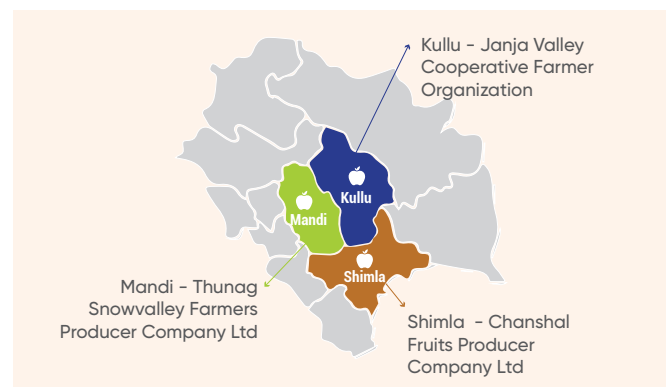 Kullu - Janja Valley
Cooperative Farmer
Organization
Kullu
Mandi
Shimla
Mandi - Thunag
Snowvalley Farmers
Producer Company Ltd
Shimla - Chanshal
Fruits Producer
Company Ltd